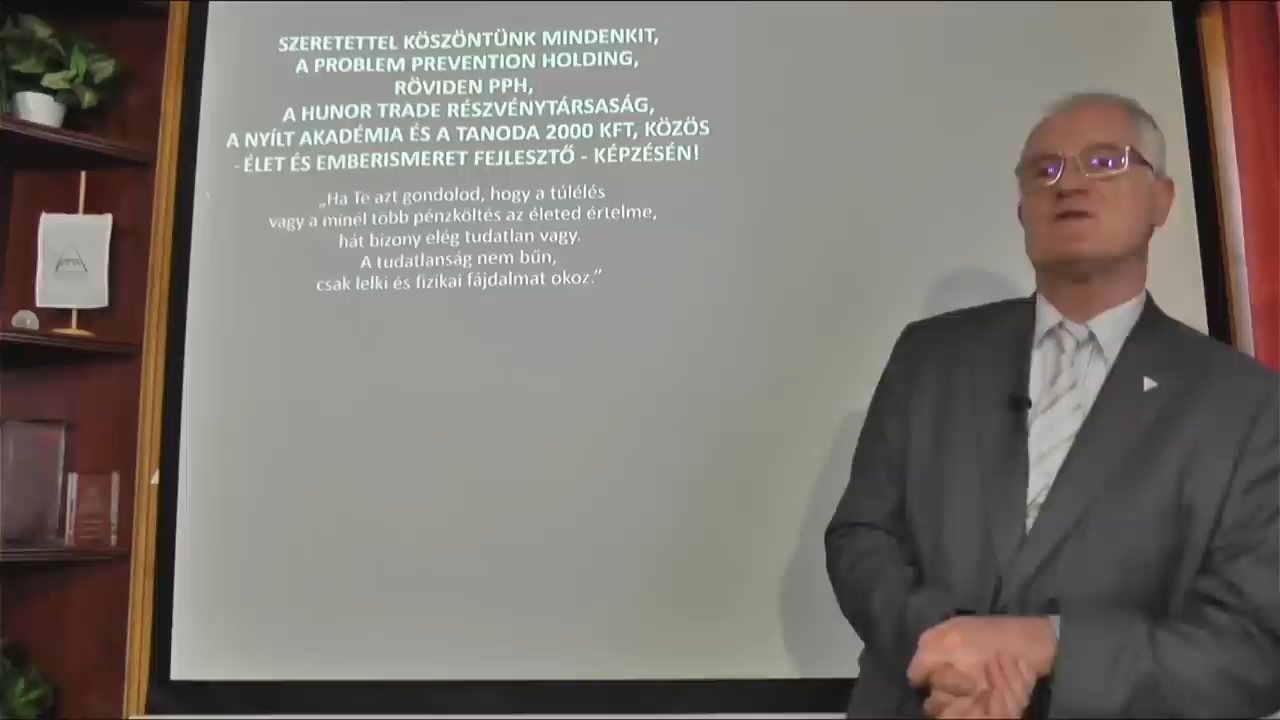 SZERETETTEL KÖSZÖNTÜNK MINDENKIT,
A PROBLEM PREVENTION HOLDING,
RÖVIDEN PPH,
A HUNOR TRADE RÉSZVÉNYTÁRSASÁG,
A NYÍLT AKADÉMIA ÉS A TANODA 2000 KFT, KÖZÖS
- ÉLET ÉS EMBERISMERET FEJLESZTŐ - KÉPZÉSÉN!
„Ha Te azt gondolod, hogy a túlélés
vagy a minél több pénzköltés az életed értelme,
hát bizony elég tudatlan vagy.
A tudatlanság nem bűn,
csak lelki és fizikai fájdalmat okoz.”